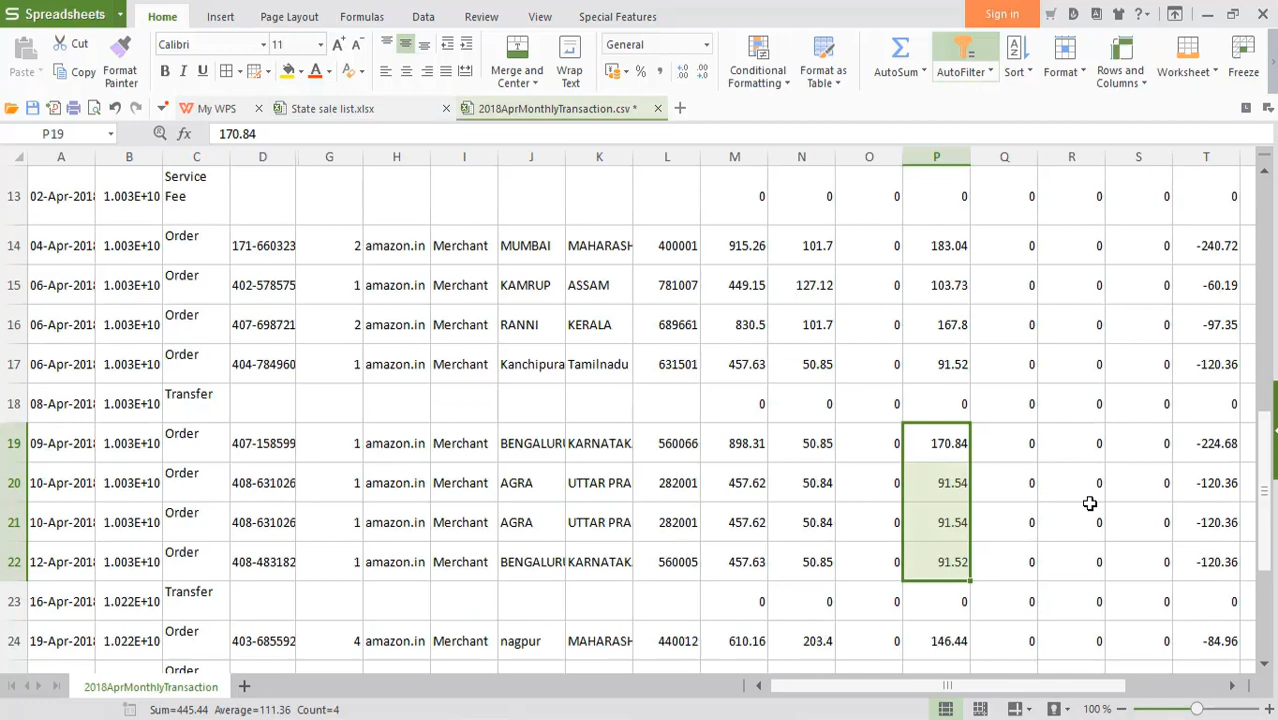 Spreadsheets Home Insert Page Layout Formulas Data Review View Special Features Sign in
Cut Calibri 11 General
Paste Copy Format Painter B I U Merge and Center Wrap Text % Conditional Formatting Format as Table AutoSum AutoFilter Sort Format Rows and Columns Worksheet Freeze
My WPS State sale list.xlsx 2018AprMonthlyTransaction.csv *
P19 fx 170.84
A B C D G H I J K L M N O P Q R S T
13 02-Apr-2018 1.003E+10 Service Fee 0 0 0 0 0 0 0 0
14 04-Apr-2018 1.003E+10 Order 171-660323 2 amazon.in Merchant MUMBAI MAHARASH 400001 915.26 101.7 0 183.04 0 0 0 -240.72
15 06-Apr-2018 1.003E+10 Order 402-578575 1 amazon.in Merchant KAMRUP ASSAM 781007 449.15 127.12 0 103.73 0 0 0 -60.19
16 06-Apr-2018 1.003E+10 Order 407-698721 2 amazon.in Merchant RANNI KERALA 689661 830.5 101.7 0 167.8 0 0 0 -97.35
17 06-Apr-2018 1.003E+10 Order 404-784960 1 amazon.in Merchant Kanchipura Tamilnadu 631501 457.63 50.85 0 91.52 0 0 0 -120.36
18 08-Apr-2018 1.003E+10 Transfer 0 0 0 0 0 0 0 0
19 09-Apr-2018 1.003E+10 Order 407-155599 1 amazon.in Merchant BENGALURU KARNATAK 560066 898.31 50.85 0 170.84 0 0 0 -224.68
20 10-Apr-2018 1.003E+10 Order 408-631026 1 amazon.in Merchant AGRA UTTAR PRA 282001 457.62 50.84 0 91.54 0 0 0 -120.36
21 10-Apr-2018 1.003E+10 Order 408-631026 1 amazon.in Merchant AGRA UTTAR PRA 282001 457.62 50.84 0 91.54 0 0 0 -120.36
22 12-Apr-2018 1.003E+10 Order 408-483182 1 amazon.in Merchant BENGALURU KARNATAK 560005 457.63 50.85 0 91.52 0 0 0 -120.36
23 16-Apr-2018 1.022E+10 Transfer 0 0 0 0 0 0 0 0
24 19-Apr-2018 1.022E+10 Order 403-685592 4 amazon.in Merchant nagpur MAHARASH 440012 610.16 203.4 0 146.44 0 0 0 -84.96
Order
2018AprMonthlyTransaction
Sum=445.44 Average=111.36 Count=4 100 %